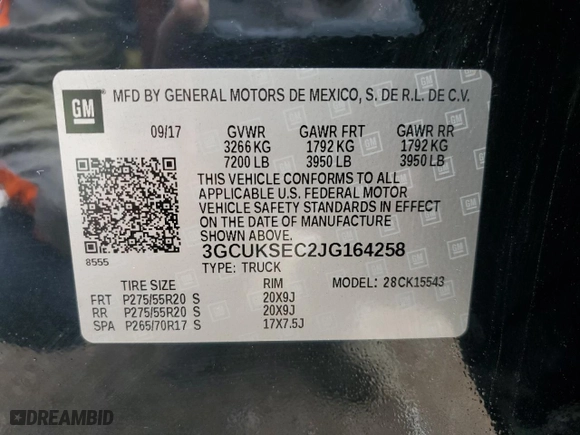 GM
MFD BY GENERAL MOTORS DE MEXICO, S. DE R.L. DE C.V.
09/17 GVWR GAWR FRT GAWR RR
3266 KG 1792 KG 1792 KG
7200 LB 3950 LB 3950 LB
THIS VEHICLE CONFORMS TO ALL
APPLICABLE U.S. FEDERAL MOTOR
VEHICLE SAFETY STANDARDS IN EFFECT
ON THE DATE OF MANUFACTURE
SHOWN ABOVE.
3GCUKSEC2JG164258
8555
TYPE: TRUCK MODEL: 28CK15543
TIRE SIZE RIM
FRT P275/55R20 S 20X9J
RR P275/55R20 S 20X9J
SPA P265/70R17 S 17X7.5J
DREAMBID